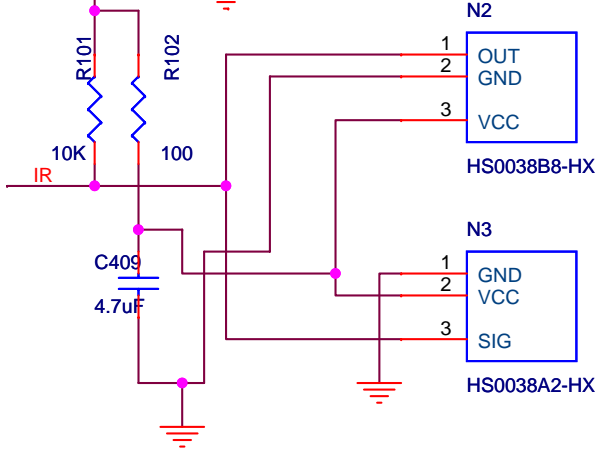 N2
R101
R102
1
OUT
2
GND
3
VCC
10K
100
IR
HS0038B8-HX
N3
C409
1
GND
2
VCC
4.7uF
3
SIG
HS0038A2-HX